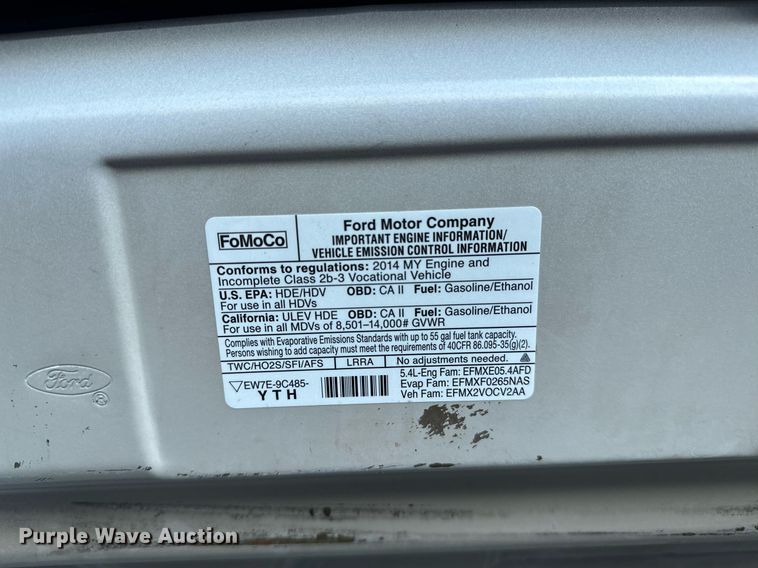 FoMoCo
Ford Motor Company
IMPORTANT ENGINE INFORMATION/
VEHICLE EMISSION CONTROL INFORMATION
Conforms to regulations: 2014 MY Engine and
Incomplete Class 2b-3 Vocational Vehicle
U.S. EPA: HDE/HDV OBD: CA II Fuel: Gasoline/Ethanol
For use in all HDVs
California: ULEV HDE OBD: CA II Fuel: Gasoline/Ethanol
For use in all MDVs of 8,501–14,000# GVWR
Complies with Evaporative Emissions Standards with up to 55 gal fuel tank capacity.
Persons wishing to add capacity must meet the requirements of 40CFR 86.095-35(g)(2).
TWC/HO2S/SFI/AFS LRRA No adjustments needed.
EW7E-9C485-
YTH
5.4L-Eng Fam: EFMXE05.4AFD
Evap Fam: EFMXF0265NAS
Veh Fam: EFMX2VOCV2AA
Ford ®
Purple Wave Auction